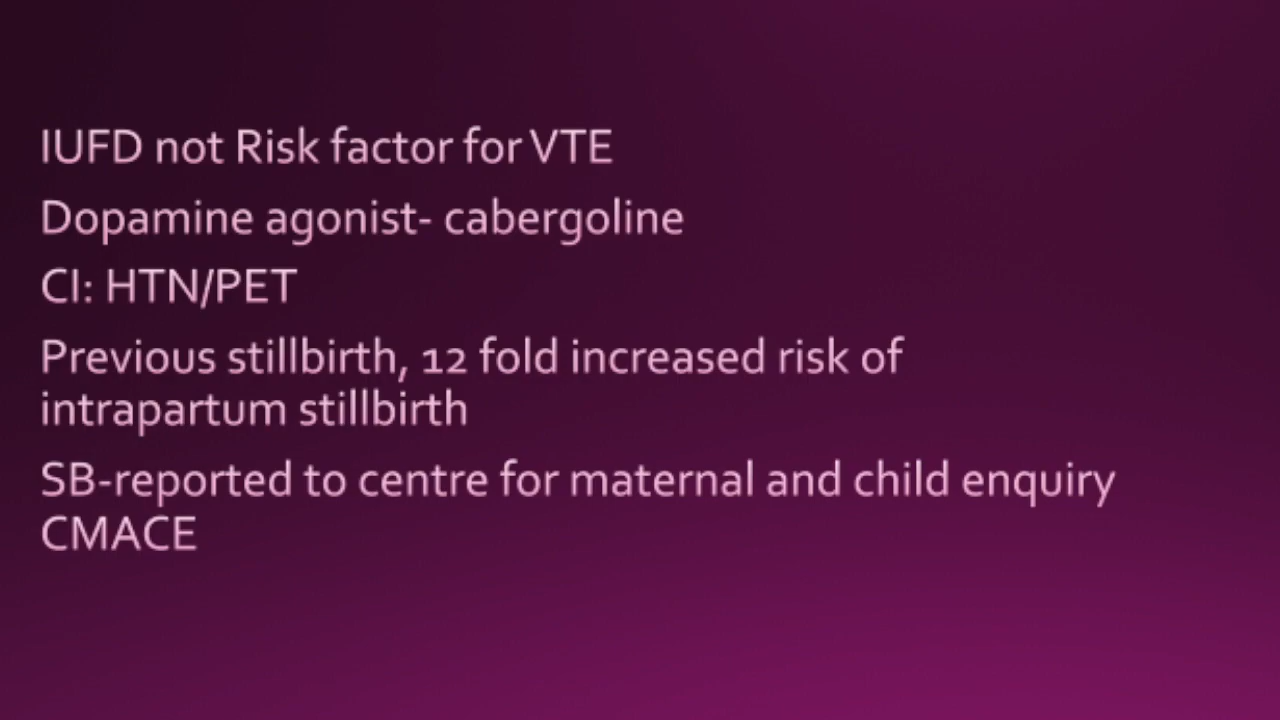 IUFD not Risk factor for VTE
Dopamine agonist- cabergoline
CI: HTN/PET
Previous stillbirth, 12 fold increased risk of
intrapartum stillbirth
SB-reported to centre for maternal and child enquiry
CMACE